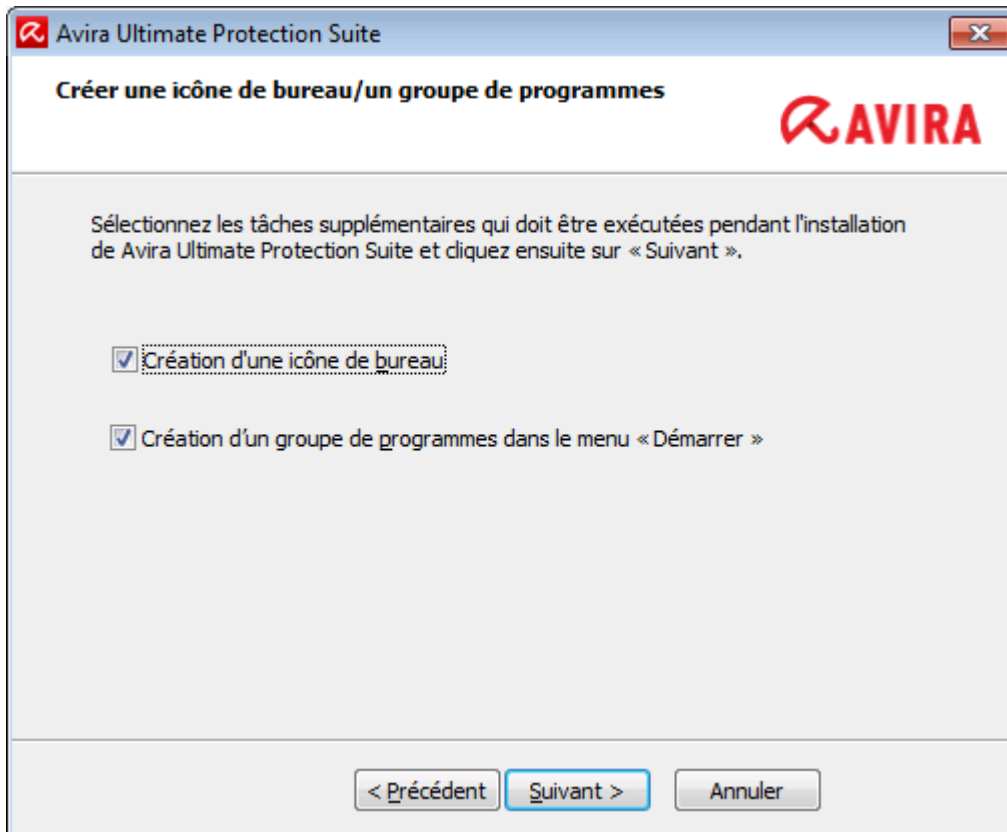 Avira Ultimate Protection Suite
Créer une icône de bureau/un groupe de programmes
AVIRA
Sélectionnez les tâches supplémentaires qui doit être exécutées pendant l'installation
de Avira Ultimate Protection Suite et cliquez ensuite sur « Suivant ».
Création d'une icône de bureau
Création d’un groupe de programmes dans le menu « Démarrer »
< Précédent Suivant > Annuler